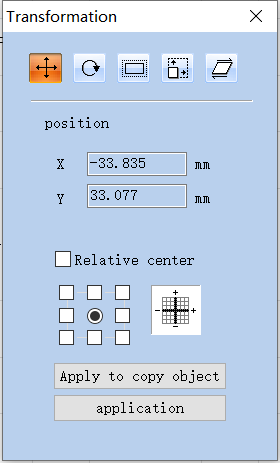 Transformation
position
X -33.835 mm
Y 33.077 mm
Relative center
Apply to copy object
application